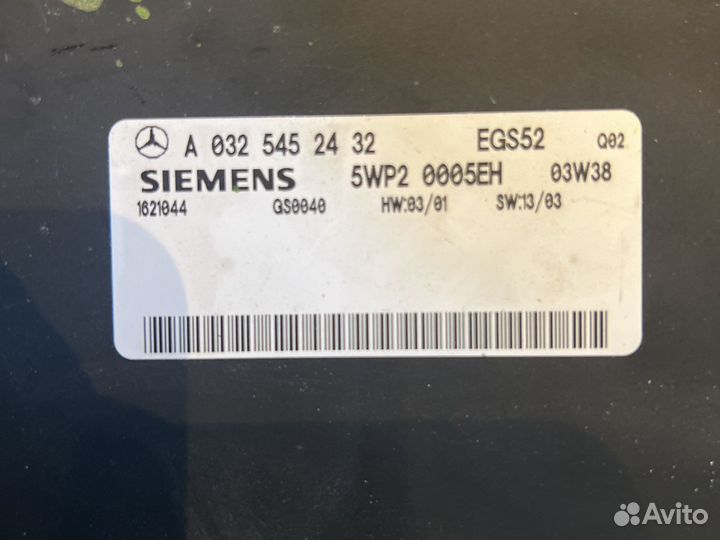 A 032 545 24 32 EGS52 Q02
SIEMENS 5WP2 0005EH 03W38
1621044 GS0040 HW:03/01 SW:13/03
Avito